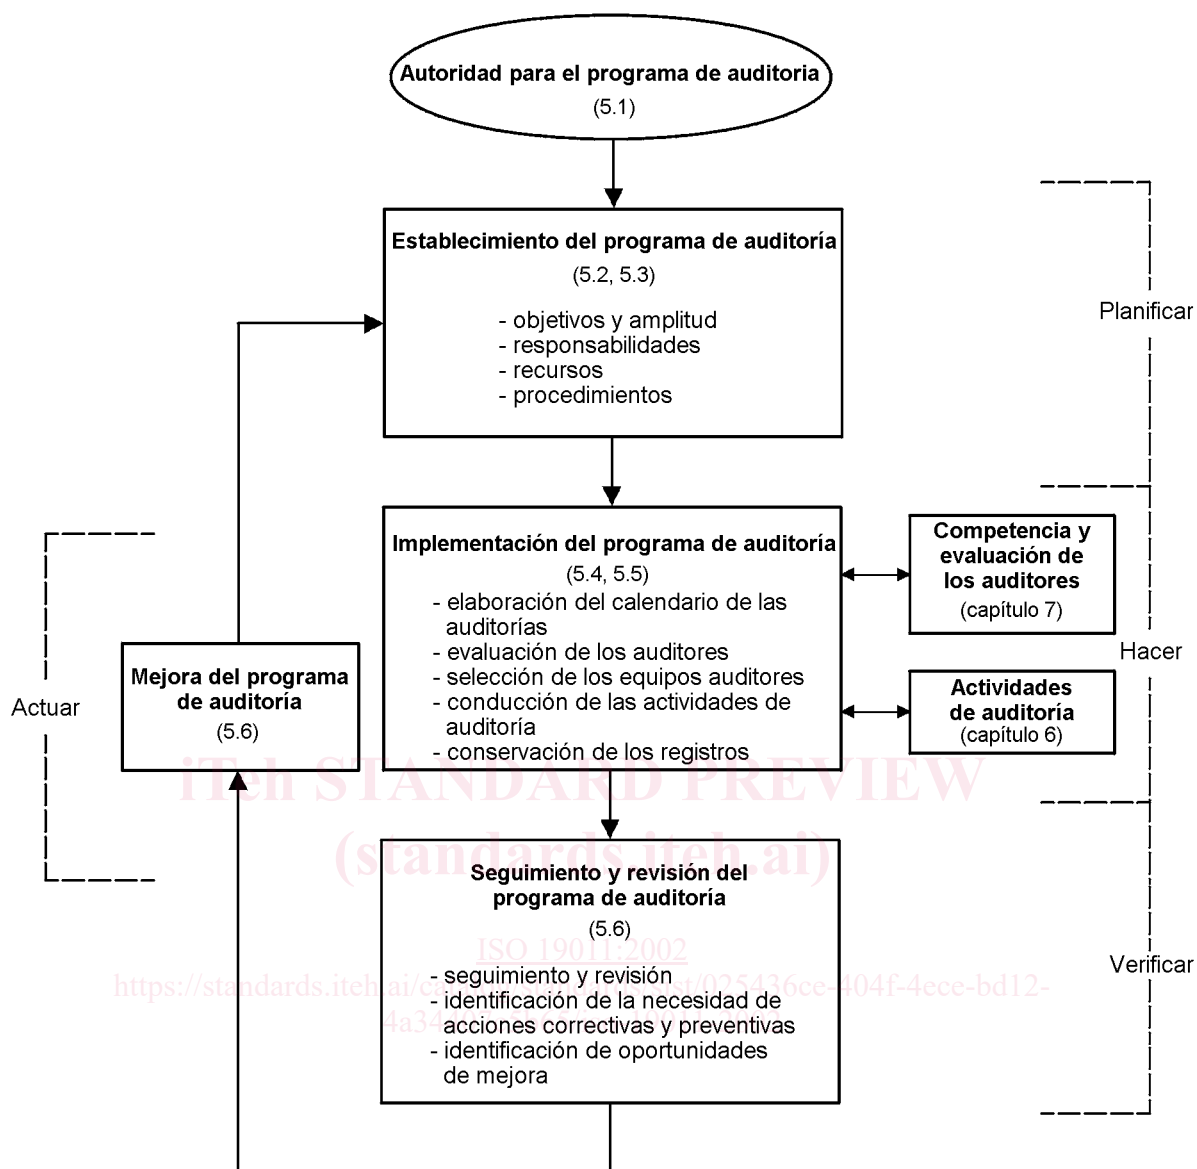 Autoridad para el programa de auditoria
(5.1)
Establecimiento del programa de auditoría
(5.2, 5.3)
- objetivos y amplitud
- responsabilidades
- recursos
- procedimientos
Planificar
Implementación del programa de auditoría
(5.4, 5.5)
- elaboración del calendario de las
auditorías
- evaluación de los auditores
- selección de los equipos auditores
- conducción de las actividades de
auditoría
- conservación de los registros
Competencia y
evaluación de
los auditores
(capítulo 7)
Hacer
Actividades
de auditoría
(capítulo 6)
Mejora del programa
de auditoría
(5.6)
Actuar
iTeh STANDARD PREVIEW
(standards.iteh.ai)
Seguimiento y revisión del
programa de auditoría
(5.6)
- seguimiento y revisión
- identificación de la necesidad de
acciones correctivas y preventivas
- identificación de oportunidades
de mejora
Verificar
ISO 19011:2002